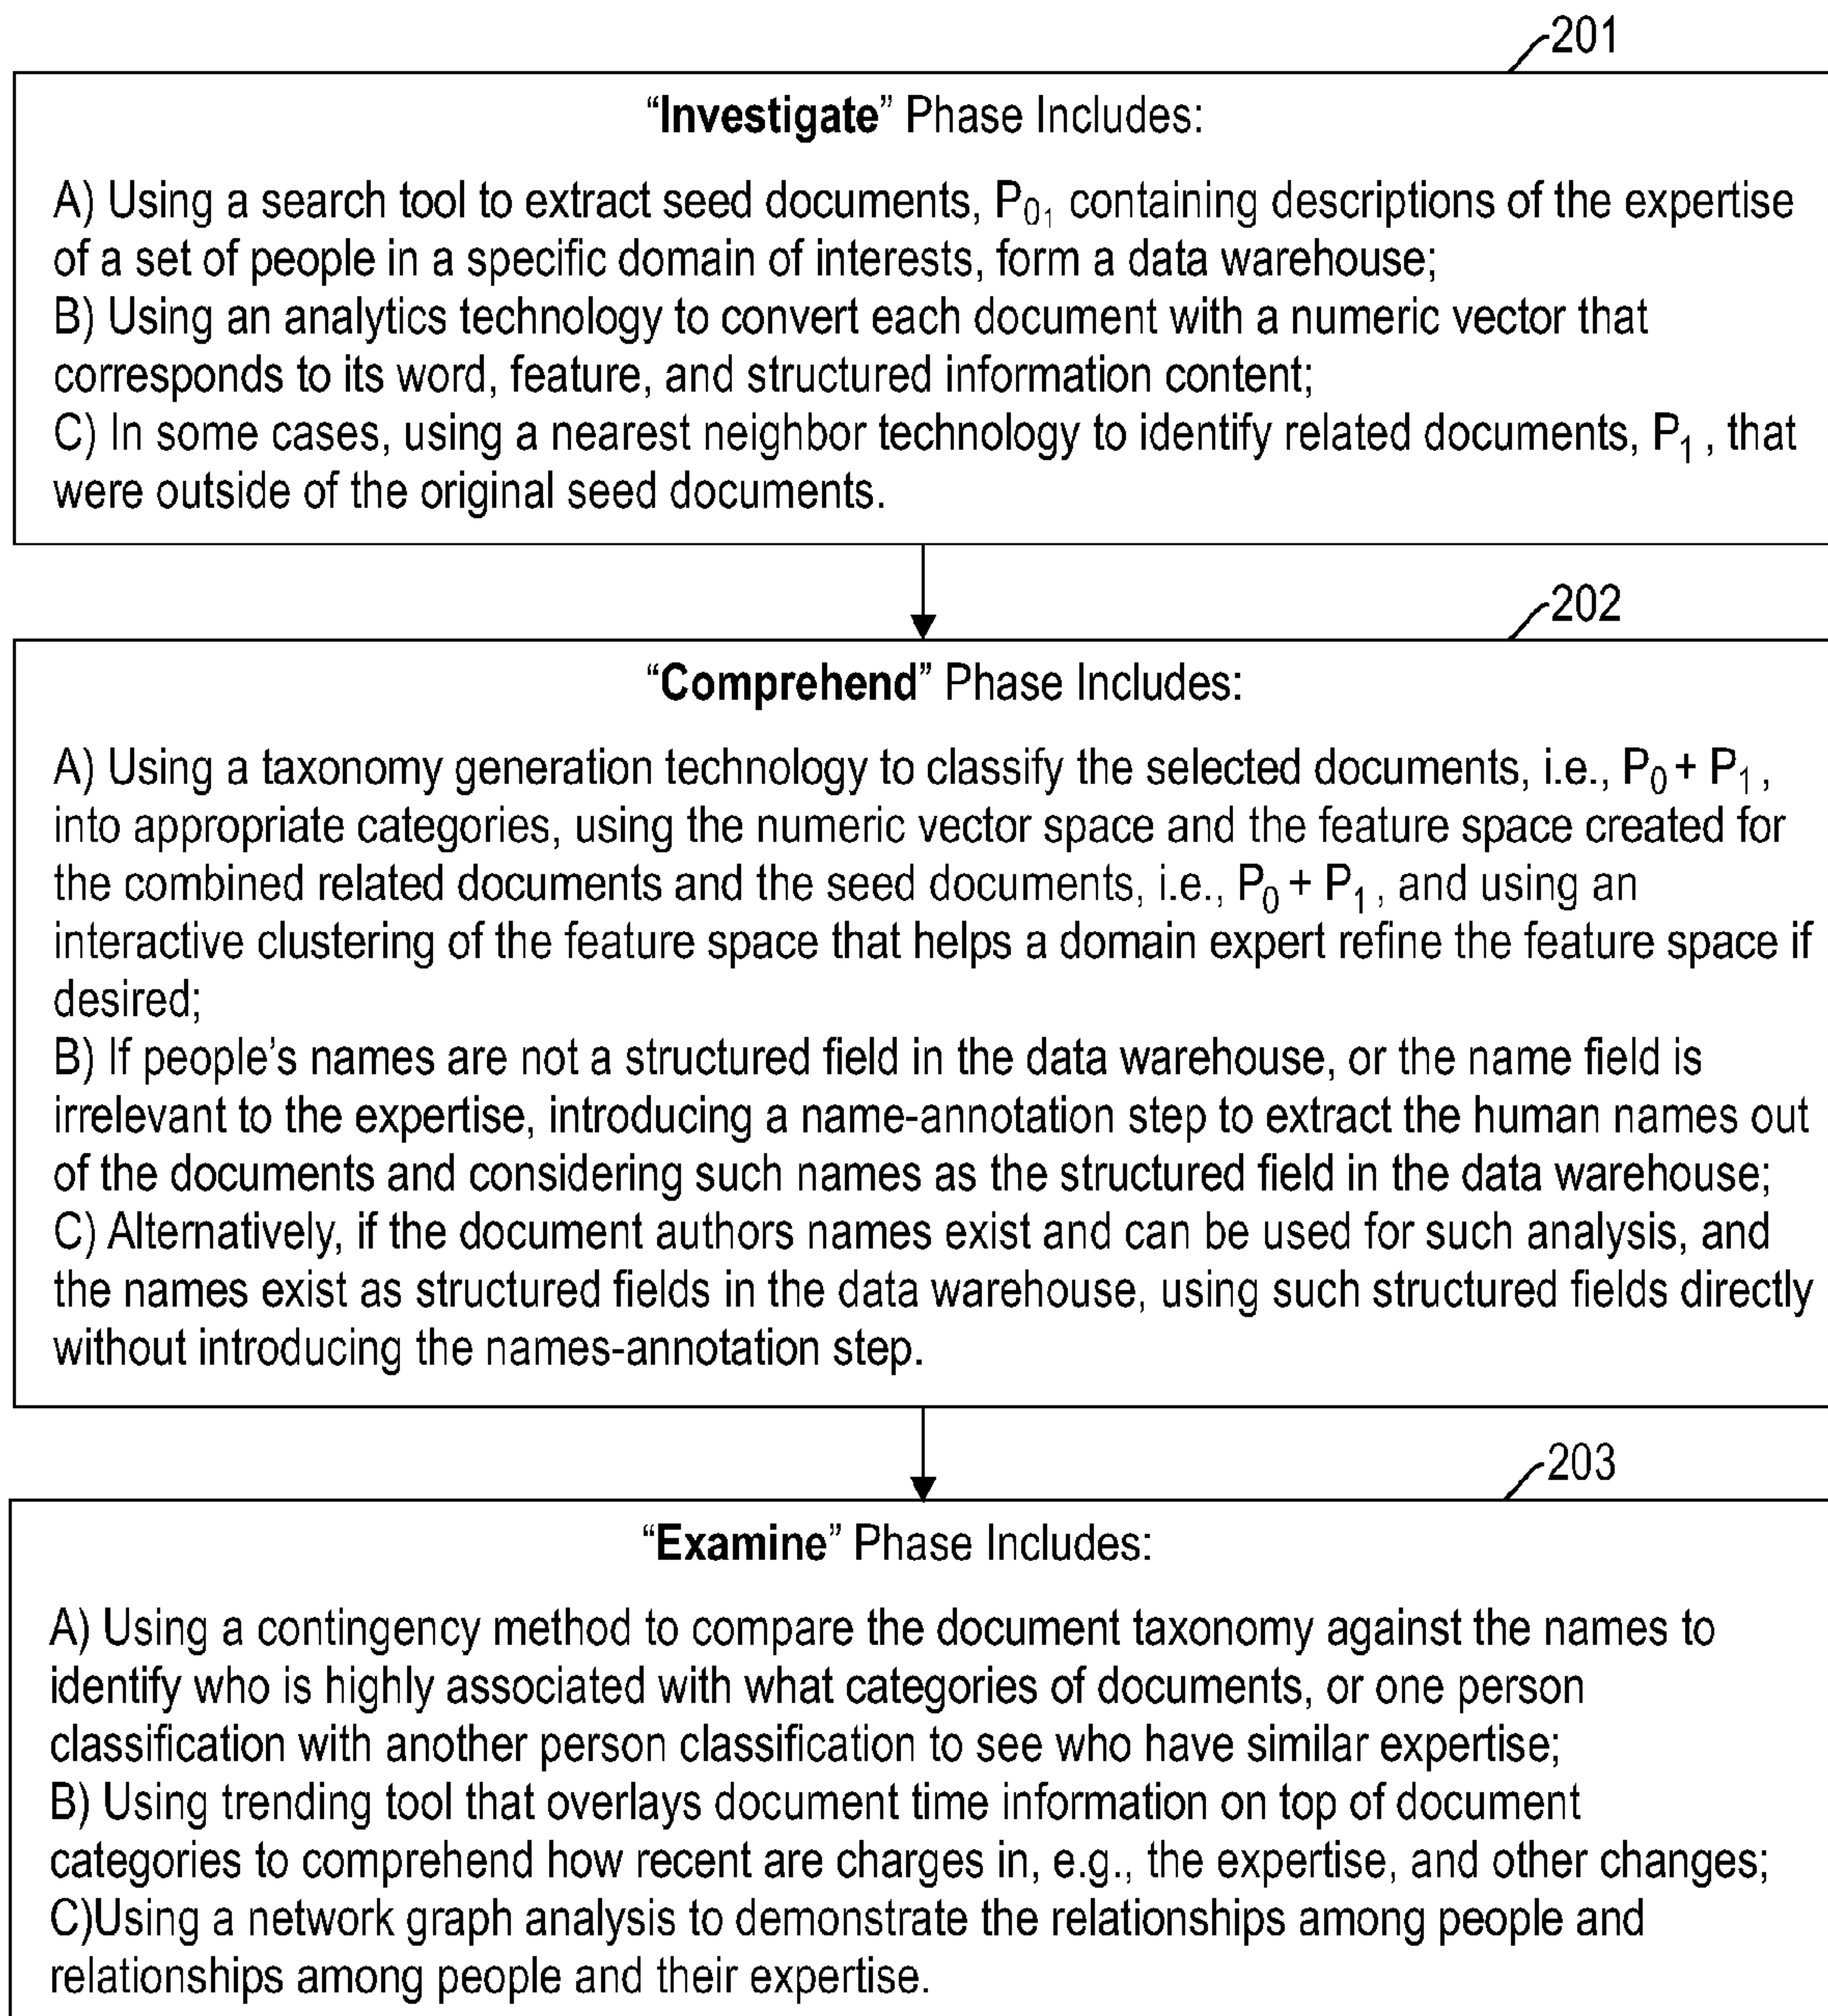 201
“Investigate” Phase Includes:
A) Using a search tool to extract seed documents, P₀₁ containing descriptions of the expertise
of a set of people in a specific domain of interests, form a data warehouse;
B) Using an analytics technology to convert each document with a numeric vector that
corresponds to its word, feature, and structured information content;
C) In some cases, using a nearest neighbor technology to identify related documents, P₁ , that
were outside of the original seed documents.
202
“Comprehend” Phase Includes:
A) Using a taxonomy generation technology to classify the selected documents, i.e., P₀ + P₁ ,
into appropriate categories, using the numeric vector space and the feature space created for
the combined related documents and the seed documents, i.e., P₀ + P₁ , and using an
interactive clustering of the feature space that helps a domain expert refine the feature space if
desired;
B) If people’s names are not a structured field in the data warehouse, or the name field is
irrelevant to the expertise, introducing a name-annotation step to extract the human names out
of the documents and considering such names as the structured field in the data warehouse;
C) Alternatively, if the document authors names exist and can be used for such analysis, and
the names exist as structured fields in the data warehouse, using such structured fields directly
without introducing the names-annotation step.
203
“Examine” Phase Includes:
A) Using a contingency method to compare the document taxonomy against the names to
identify who is highly associated with what categories of documents, or one person
classification with another person classification to see who have similar expertise;
B) Using trending tool that overlays document time information on top of document
categories to comprehend how recent are charges in, e.g., the expertise, and other changes;
C)Using a network graph analysis to demonstrate the relationships among people and
relationships among people and their expertise.